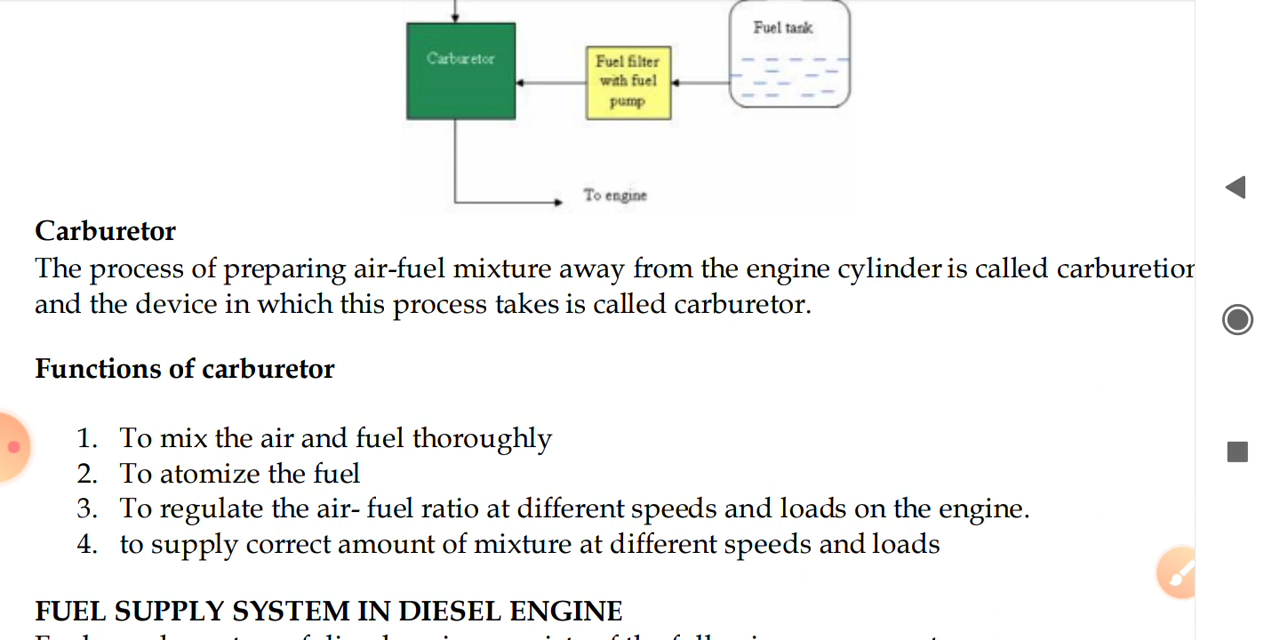 Fuel tank
Carburetor
Fuel filter
with fuel
pump
To engine
Carburetor
The process of preparing air-fuel mixture away from the engine cylinder is called carburetion
and the device in which this process takes is called carburetor.
Functions of carburetor
1. To mix the air and fuel thoroughly
2. To atomize the fuel
3. To regulate the air- fuel ratio at different speeds and loads on the engine.
4. to supply correct amount of mixture at different speeds and loads
FUEL SUPPLY SYSTEM IN DIESEL ENGINE